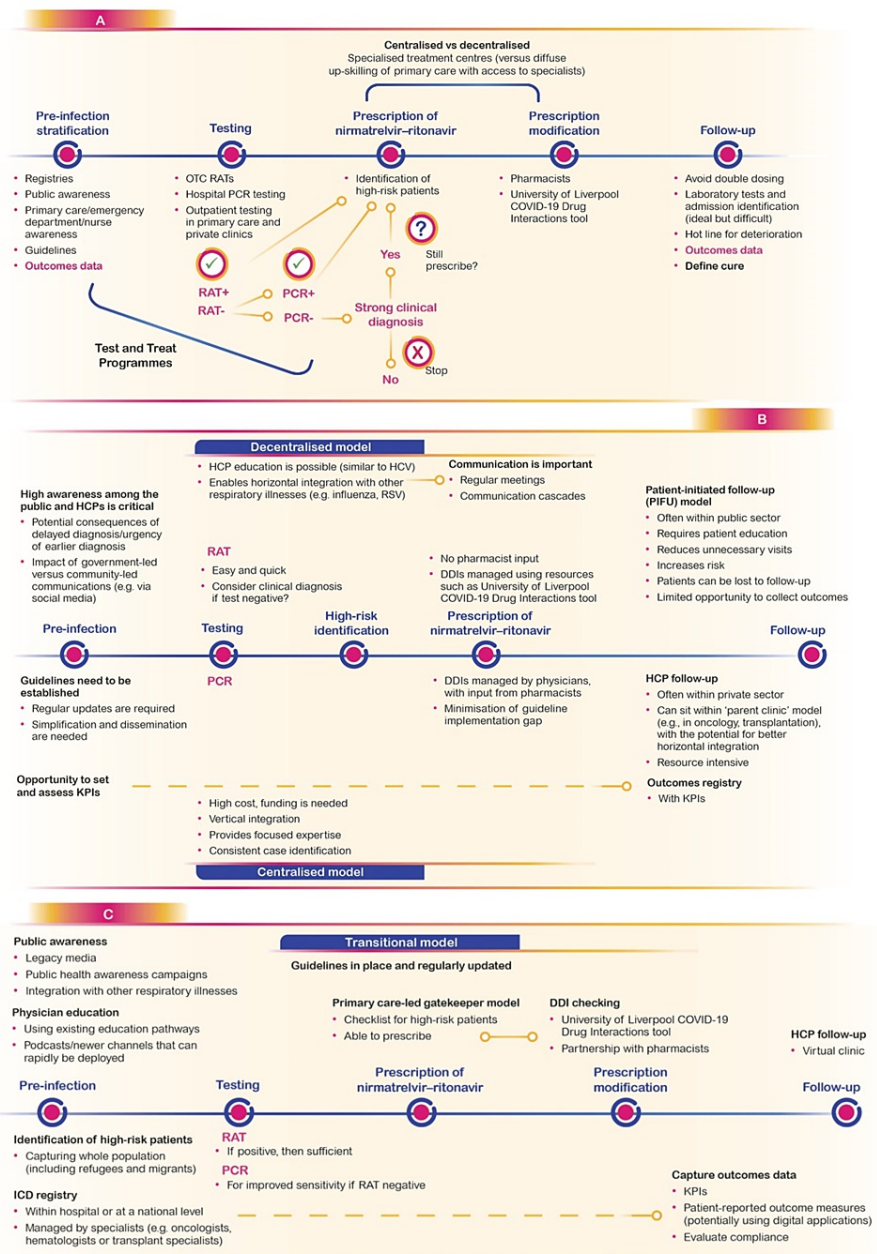 A
Centralised vs decentralised
Specialised treatment centres (versus diffuse
up-skilling of primary care with access to specialists)
Pre-infection
stratification
Testing
Prescription of
nirmatrelvir–ritonavir
Prescription
modification
Follow-up
• Registries
• Public awareness
• Primary care/emergency
department/nurse
awareness
• Guidelines
• Outcomes data
• OTC RATs
• Hospital PCR testing
• Outpatient testing
in primary care and
private clinics
• Identification of
high-risk patients
• Pharmacists
• University of Liverpool
COVID-19 Drug
Interactions tool
• Avoid double dosing
• Laboratory tests and
admission identification
(ideal but difficult)
• Hot line for deterioration
• Outcomes data
• Define cure
?
Yes
Still
prescribe?
RAT+
RAT-
PCR+
PCR-
Strong clinical
diagnosis
X
Stop
No
Test and Treat
Programmes
B
Decentralised model
• HCP education is possible (similar to HCV)
• Enables horizontal integration with other
respiratory illnesses (e.g. influenza, RSV)
Communication is important
• Regular meetings
• Communication cascades
High awareness among the
public and HCPs is critical
• Potential consequences of
delayed diagnosis/urgency
of earlier diagnosis
• Impact of government-led
versus community-led
communications (e.g. via
social media)
RAT
• Easy and quick
• Consider clinical diagnosis
if test negative?
• No pharmacist input
• DDIs managed using resources
such as University of Liverpool
COVID-19 Drug Interactions tool
Patient-initiated follow-up
(PIFU) model
• Often within public sector
• Requires patient education
• Reduces unnecessary visits
• Increases risk
• Patients can be lost to follow-up
• Limited opportunity to collect outcomes
Pre-infection
Testing
High-risk
identification
Prescription of
nirmatrelvir–ritonavir
Follow-up
Guidelines need to be
established
• Regular updates are required
• Simplification and dissemination
are needed
PCR
• DDIs managed by physicians,
with input from pharmacists
• Minimisation of guideline
implementation gap
HCP follow-up
• Often within private sector
• Can sit within ‘parent clinic’ model
(e.g., in oncology, transplantation),
with the potential for better
horizontal integration
• Resource intensive
Opportunity to set
and assess KPIs
Outcomes registry
• With KPIs
• High cost, funding is needed
• Vertical integration
• Provides focused expertise
• Consistent case identification
Centralised model
C
Public awareness
• Legacy media
• Public health awareness campaigns
• Integration with other respiratory illnesses
Physician education
• Using existing education pathways
• Podcasts/newer channels that can
rapidly be deployed
Transitional model
Guidelines in place and regularly updated
Primary care-led gatekeeper model
• Checklist for high-risk patients
• Able to prescribe
DDI checking
• University of Liverpool COVID-19
Drug Interactions tool
• Partnership with pharmacists
HCP follow-up
• Virtual clinic
Pre-infection
Testing
Prescription of
nirmatrelvir–ritonavir
Prescription
modification
Follow-up
Identification of high-risk patients
• Capturing whole population
(including refugees and migrants)
ICD registry
• Within hospital or at a national level
• Managed by specialists (e.g. oncologists,
hematologists or transplant specialists)
RAT
• If positive, then sufficient
PCR
• For improved sensitivity if RAT negative
Capture outcomes data
• KPIs
• Patient-reported outcome measures
(potentially using digital applications)
• Evaluate compliance